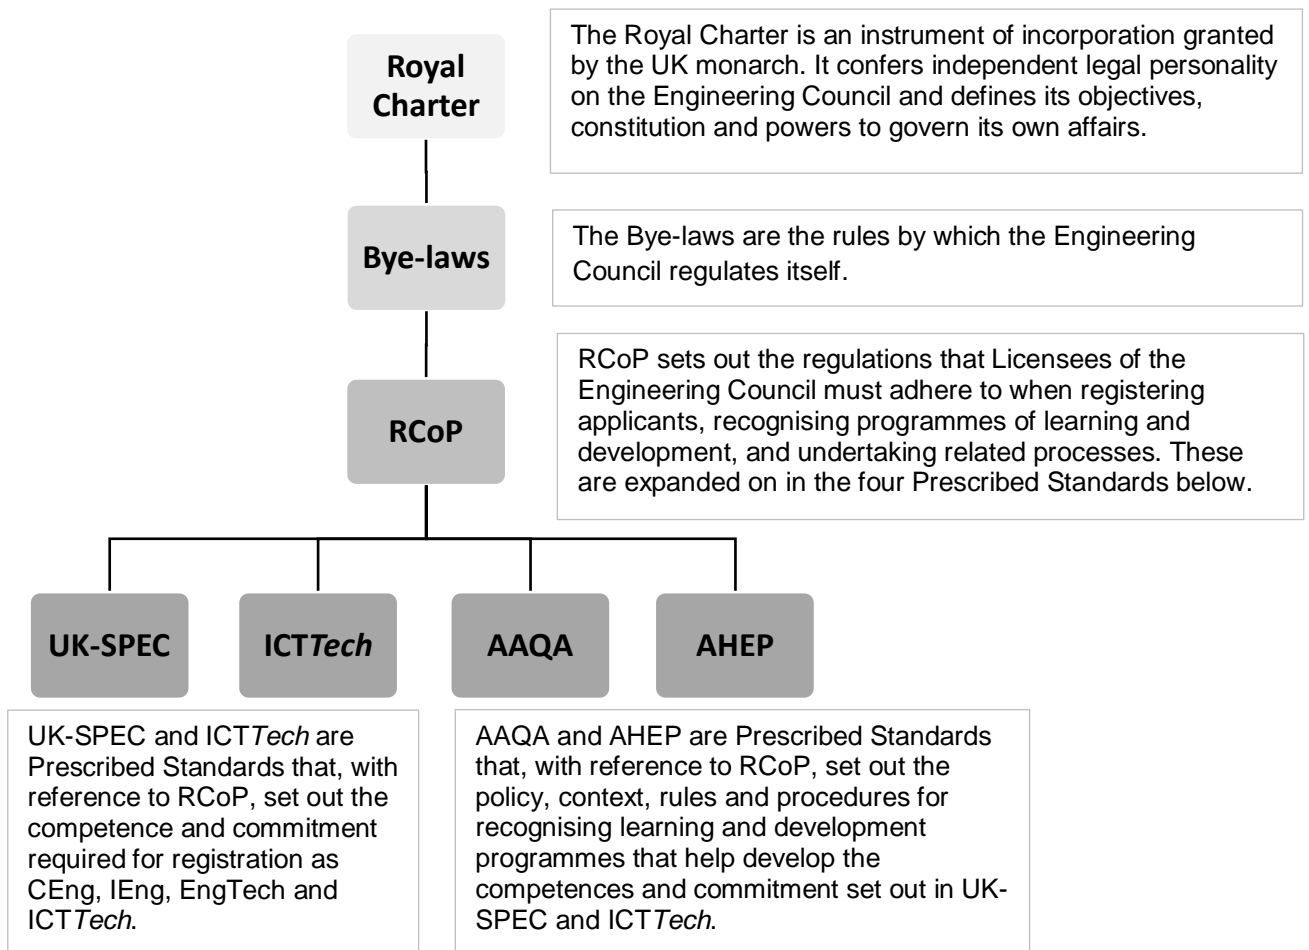 Royal
Charter
The Royal Charter is an instrument of incorporation granted
by the UK monarch. It confers independent legal personality
on the Engineering Council and defines its objectives,
constitution and powers to govern its own affairs.
Bye-laws
The Bye-laws are the rules by which the Engineering
Council regulates itself.
RCoP
RCoP sets out the regulations that Licensees of the
Engineering Council must adhere to when registering
applicants, recognising programmes of learning and
development, and undertaking related processes. These
are expanded on in the four Prescribed Standards below.
UK-SPEC
ICTTech
AAQA
AHEP
UK-SPEC and ICTTech are
Prescribed Standards that, with
reference to RCoP, set out the
competence and commitment
required for registration as
CEng, IEng, EngTech and
ICTTech.
AAQA and AHEP are Prescribed Standards
that, with reference to RCoP, set out the
policy, context, rules and procedures for
recognising learning and development
programmes that help develop the
competences and commitment set out in UK-
SPEC and ICTTech.